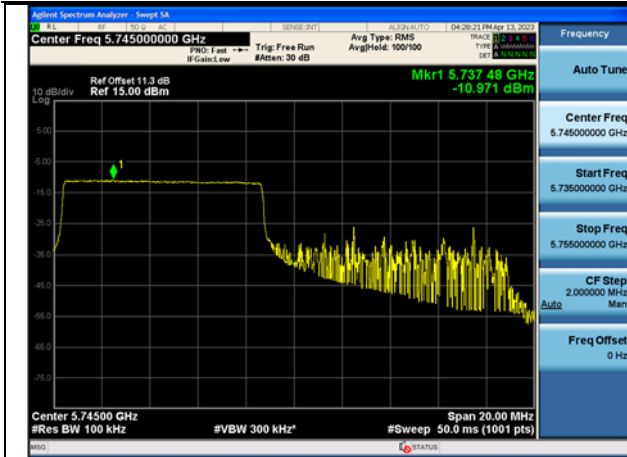 Agilent Spectrum Analyzer - Swept SA
RL RF 50 Ω AC SENSE:INT ALIGN AUTO 04:28:21 PM Apr 13, 2023
Center Freq 5.745000000 GHz
PNO: Fast
IFGain:Low
Trig: Free Run
#Atten: 30 dB
Avg Type: RMS
Avg|Hold: 100/100
TRACE 1 2 3 4 5 6
TYPE A
DET A N N N N N
Ref Offset 11.3 dB
Ref 15.00 dBm
10 dB/div
Log
Mkr1 5.737 48 GHz
-10.971 dBm
1
5.00
-5.00
-15.0
-25.0
-35.0
-45.0
-55.0
-65.0
-75.0
Center 5.74500 GHz
#Res BW 100 kHz
#VBW 300 kHz*
Span 20.00 MHz
#Sweep 50.0 ms (1001 pts)
MSG
STATUS
Frequency
Auto Tune
Center Freq
5.745000000 GHz
Start Freq
5.735000000 GHz
Stop Freq
5.755000000 GHz
CF Step
2.000000 MHz
Auto Man
Freq Offset
0 Hz